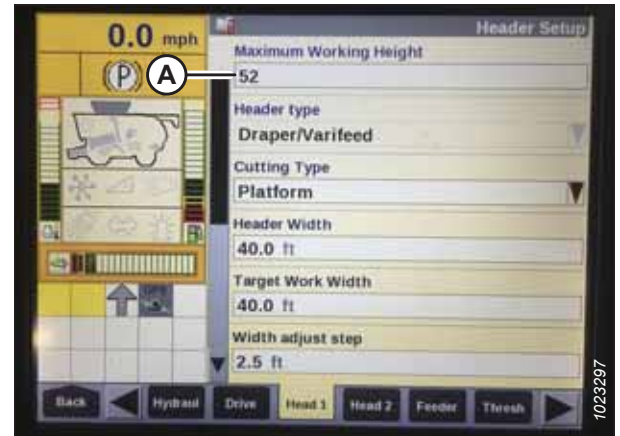 0.0 mph
Header Setup
(P)
A
Maximum Working Height
52
Header type
Draper/Varifeed
Cutting Type
Platform
Header Width
40.0 ft
Target Work Width
40.0 ft
Width adjust step
2.5 ft
Back
Hydraul
Drive
Head 1
Head 2
Feeder
Thresh
1023297